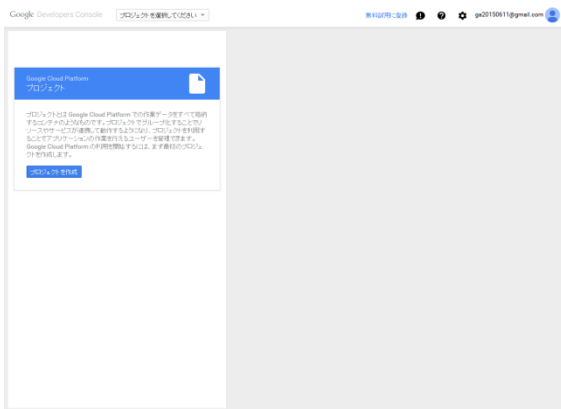 Google Developers Console プロジェクトを選択してください 無料試用に登録 ga20150611@gmail.com
Google Cloud Platform
プロジェクト
プロジェクトとは Google Cloud Platform での作業データをすべて格納
するコンテナのようなものです。プロジェクトでグループ化することでリ
ソースやサービスが連携して動作するようになり、プロジェクトを利用す
ることでアプリケーションの作業を行えるユーザーを管理できます。
Google Cloud Platform の利用を開始するには、まず最初のプロジェ
クトを作成します。
プロジェクトを作成